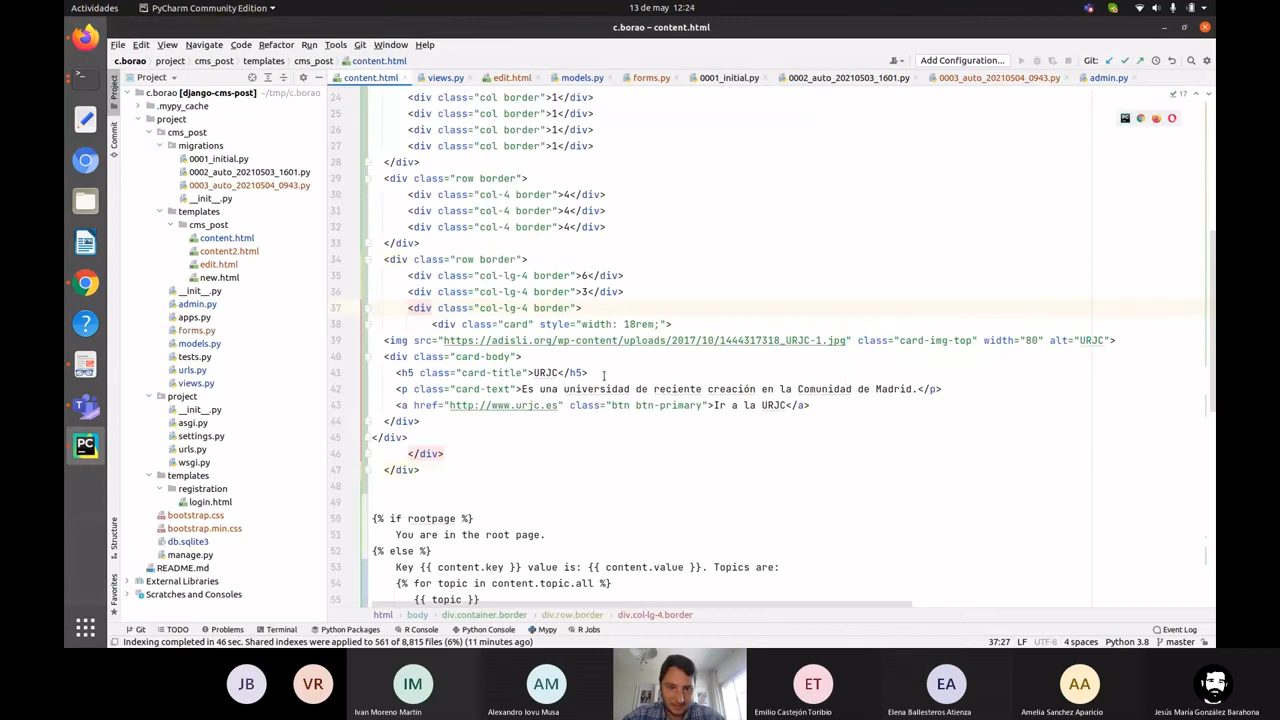 Actividades
PyCharm Community Edition
13 de may 12:24
c.borao – content.html
File Edit View Navigate Code Refactor Run Tools Git Window Help
c.borao project cms_post templates cms_post content.html
Add Configuration...
Git:
Project
content.html views.py edit.html models.py forms.py 0001_initial.py 0002_auto_20210503_1601.py 0003_auto_20210504_0943.py admin.py
c.borao [django-cms-post] ~/tmp/c.borao
.mypy_cache
project
cms_post
migrations
0001_initial.py
0002_auto_20210503_1601.py
0003_auto_20210504_0943.py
__init__.py
templates
cms_post
content.html
content2.html
edit.html
new.html
__init__.py
admin.py
apps.py
forms.py
models.py
tests.py
urls.py
views.py
project
__init__.py
asgi.py
settings.py
urls.py
wsgi.py
templates
registration
login.html
bootstrap.css
bootstrap.min.css
db.sqlite3
manage.py
README.md
External Libraries
Scratches and Consoles
Project
Commit
Structure
Favorites
17
24 <div class="col border">1</div>
25 <div class="col border">1</div>
26 <div class="col border">1</div>
27 <div class="col border">1</div>
28 </div>
29 <div class="row border">
30 <div class="col-4 border">4</div>
31 <div class="col-4 border">4</div>
32 <div class="col-4 border">4</div>
33 </div>
34 <div class="row border">
35 <div class="col-lg-4 border">6</div>
36 <div class="col-lg-4 border">3</div>
37 <div class="col-lg-4 border">
38 <div class="card" style="width: 18rem;">
39 <img src="https://adisli.org/wp-content/uploads/2017/10/1444317318_URJC-1.jpg" class="card-img-top" width="80" alt="URJC">
40 <div class="card-body">
41 <h5 class="card-title">URJC</h5>
42 <p class="card-text">Es una universidad de reciente creación en la Comunidad de Madrid.</p>
43 <a href="http://www.urjc.es" class="btn btn-primary">Ir a la URJC</a>
44 </div>
45 </div>
46 </div>
47 </div>
48
49
50 {% if rootpage %}
51 You are in the root page.
52 {% else %}
53 Key {{ content.key }} value is: {{ content.value }}. Topics are:
54 {% for topic in content.topic.all %}
55 {{ topic }}
html body div.container.border div.row.border div.col-lg-4.border
Git TODO Problems Terminal Python Packages R Console Python Console Mypy R Jobs Event Log
Indexing completed in 46 sec. Shared indexes were applied to 561 of 8,815 files (6%) (11 minutes ago)
37:27 LF UTF-8 4 spaces Python 3.8 master
JB VR IM AM ET EA AA
Ivan Moreno Martin
Alexandro Iovu Musa
Emilio Castejón Toribio
Elena Ballesteros Atienza
Amelia Sanchez Aparicio
Jesús María González Barahona